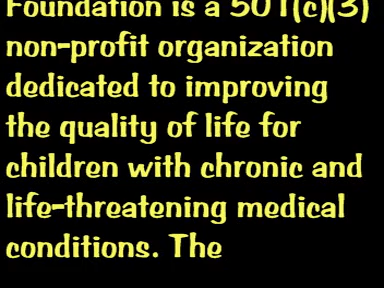 Foundation is a 501(c)(3)
non-profit organization
dedicated to improving
the quality of life for
children with chronic and
life-threatening medical
conditions. The